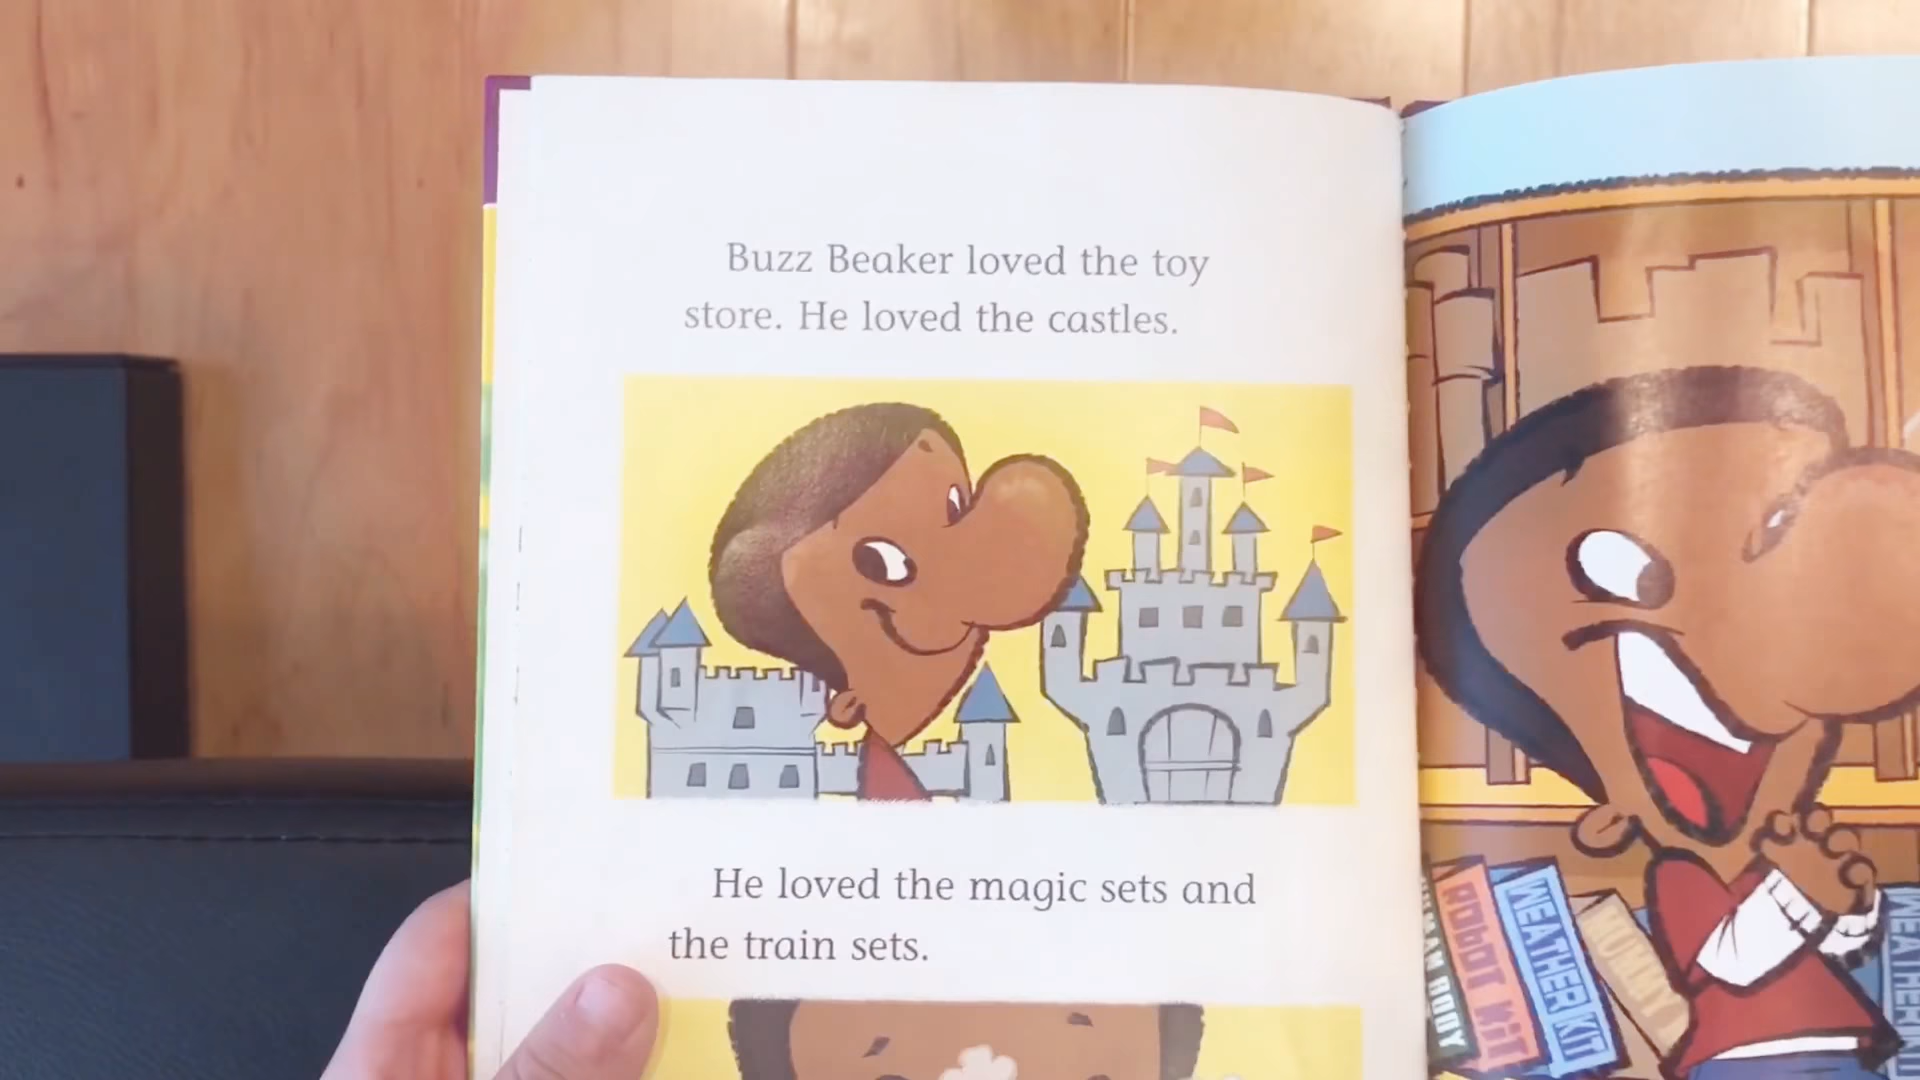 Buzz Beaker loved the toy
store. He loved the castles.
He loved the magic sets and
the train sets.
ROBOT KIT
WEATHER KIT